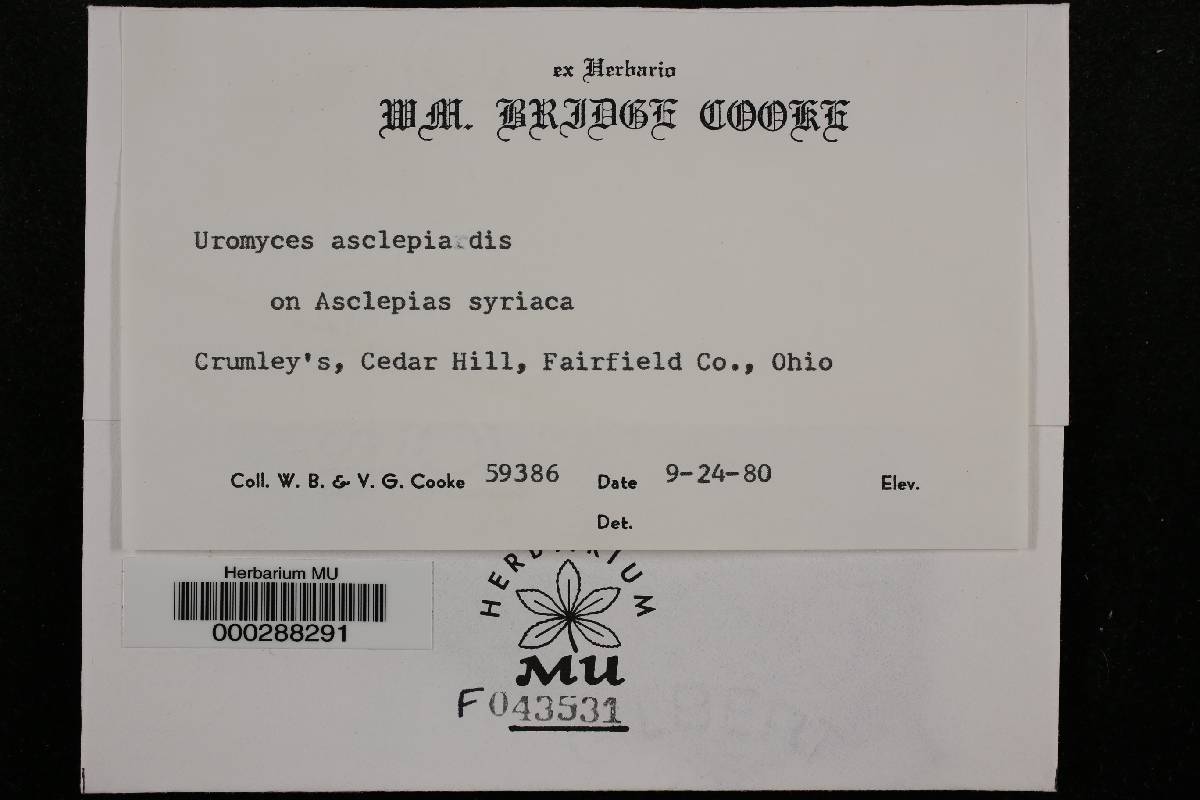 ex Herbario
WM. BRIDGE COOKE
Uromyces asclepiadis
on Asclepias syriaca
Crumley's, Cedar Hill, Fairfield Co., Ohio
Coll. W. B. & V. G. Cooke 59386 Date 9-24-80 Elev.
Det.
Herbarium MU
000288291
HERBARIUM
MU
F043531